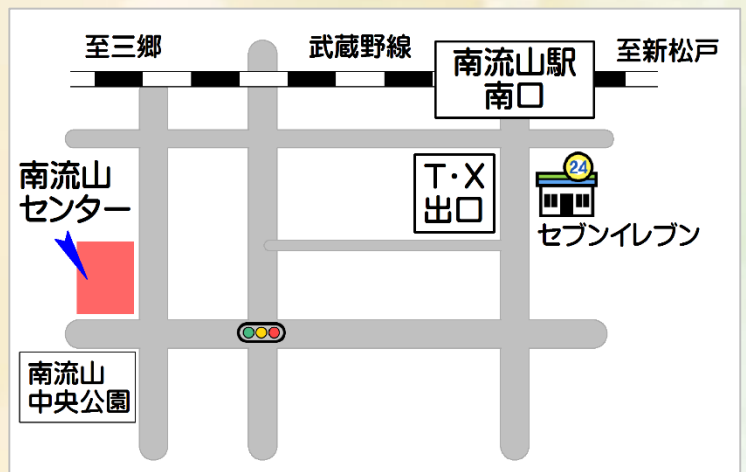 至三郷
武蔵野線
南流山駅
南口
至新松戸
南流山
センター
T・X
出口
24
セブンイレブン
南流山
中央公園